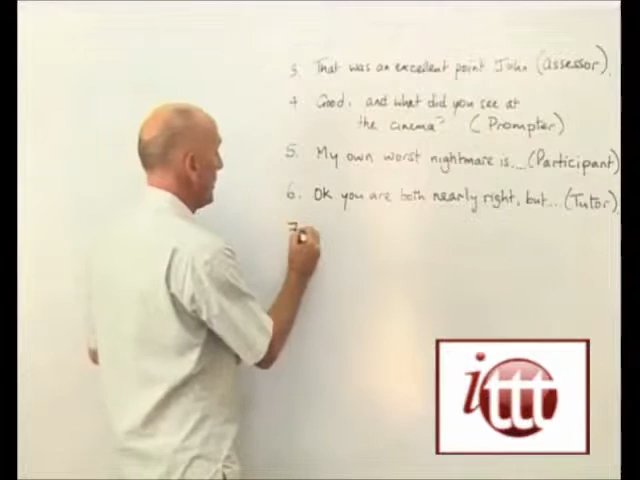 3. That was an excellent point John (assessor).
4 Good, and what did you see at
the cinema? (Prompter)
5. My own worst nightmare is... (Participant)
6. Ok you are both nearly right, but... (Tutor)
7
ittt